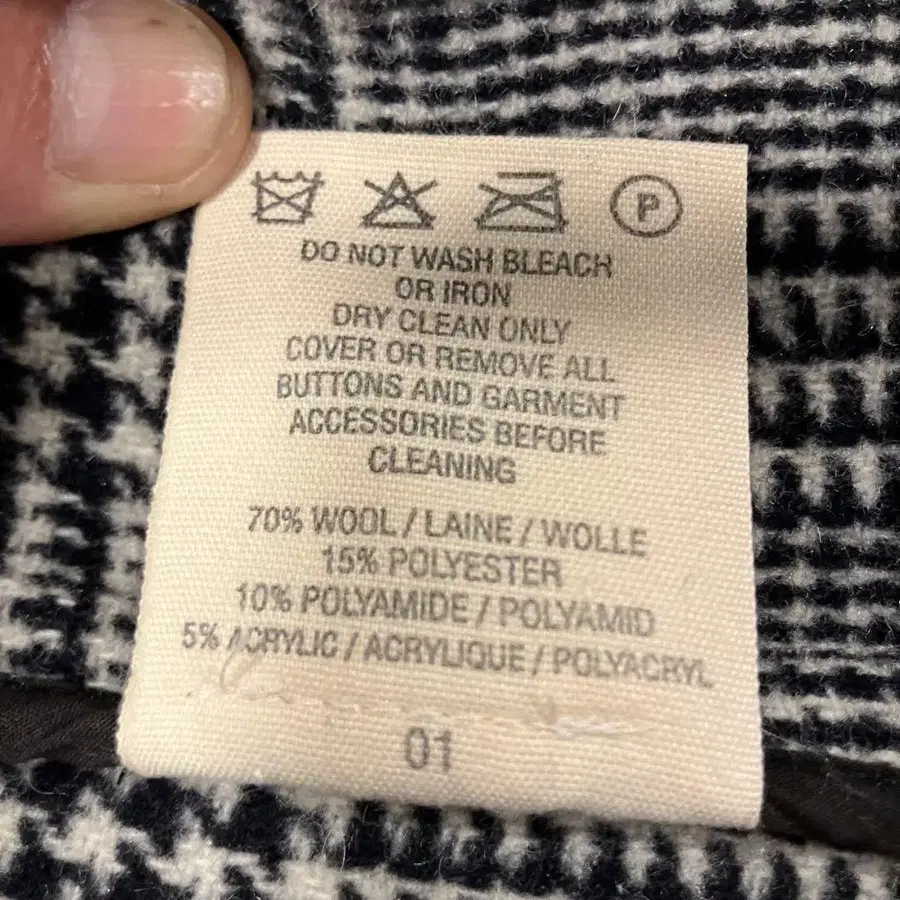 P
DO NOT WASH BLEACH
OR IRON
DRY CLEAN ONLY
COVER OR REMOVE ALL
BUTTONS AND GARMENT
ACCESSORIES BEFORE
CLEANING
70% WOOL / LAINE / WOLLE
15% POLYESTER
10% POLYAMIDE / POLYAMID
5% ACRYLIC / ACRYLIQUE / POLYACRYL
01